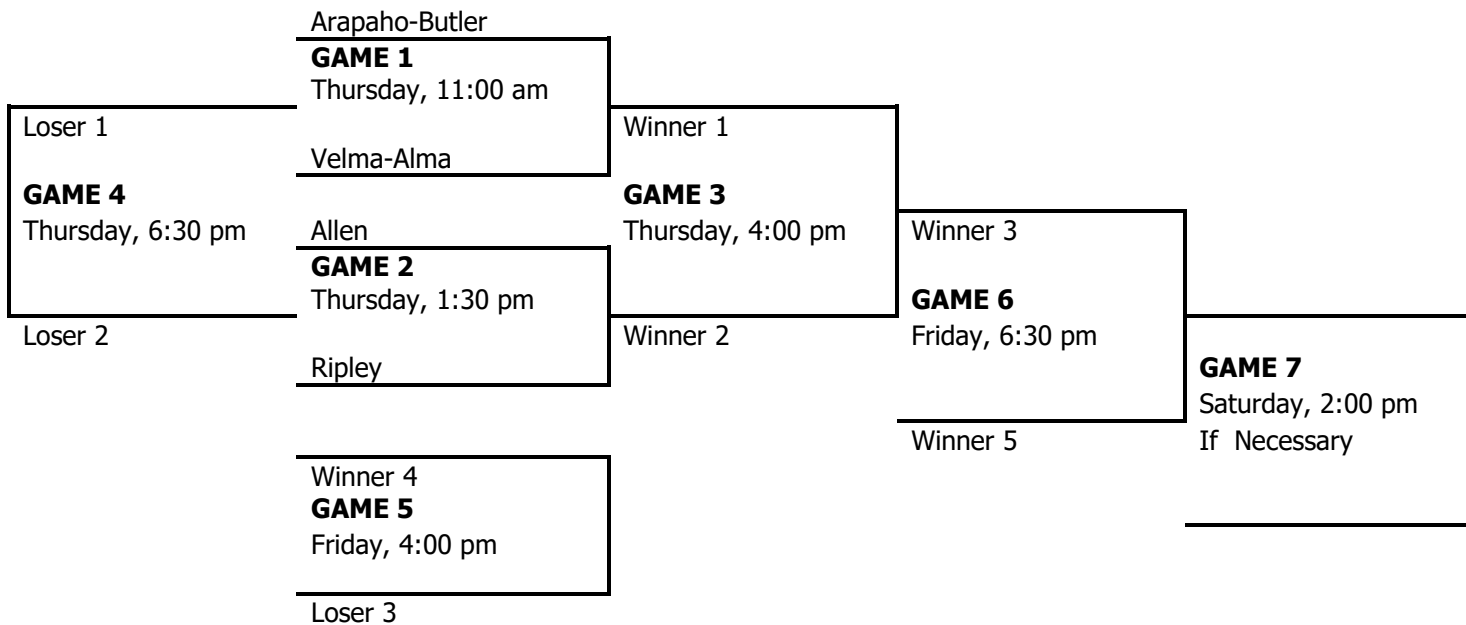 Arapaho-Butler
GAME 1
Thursday, 11:00 am
Loser 1
Winner 1
Velma-Alma
GAME 4
GAME 3
Thursday, 6:30 pm
Allen
Thursday, 4:00 pm
Winner 3
GAME 2
Thursday, 1:30 pm
GAME 6
Loser 2
Winner 2
Friday, 6:30 pm
Ripley
GAME 7
Saturday, 2:00 pm
Winner 5
If Necessary
Winner 4
GAME 5
Friday, 4:00 pm
Loser 3